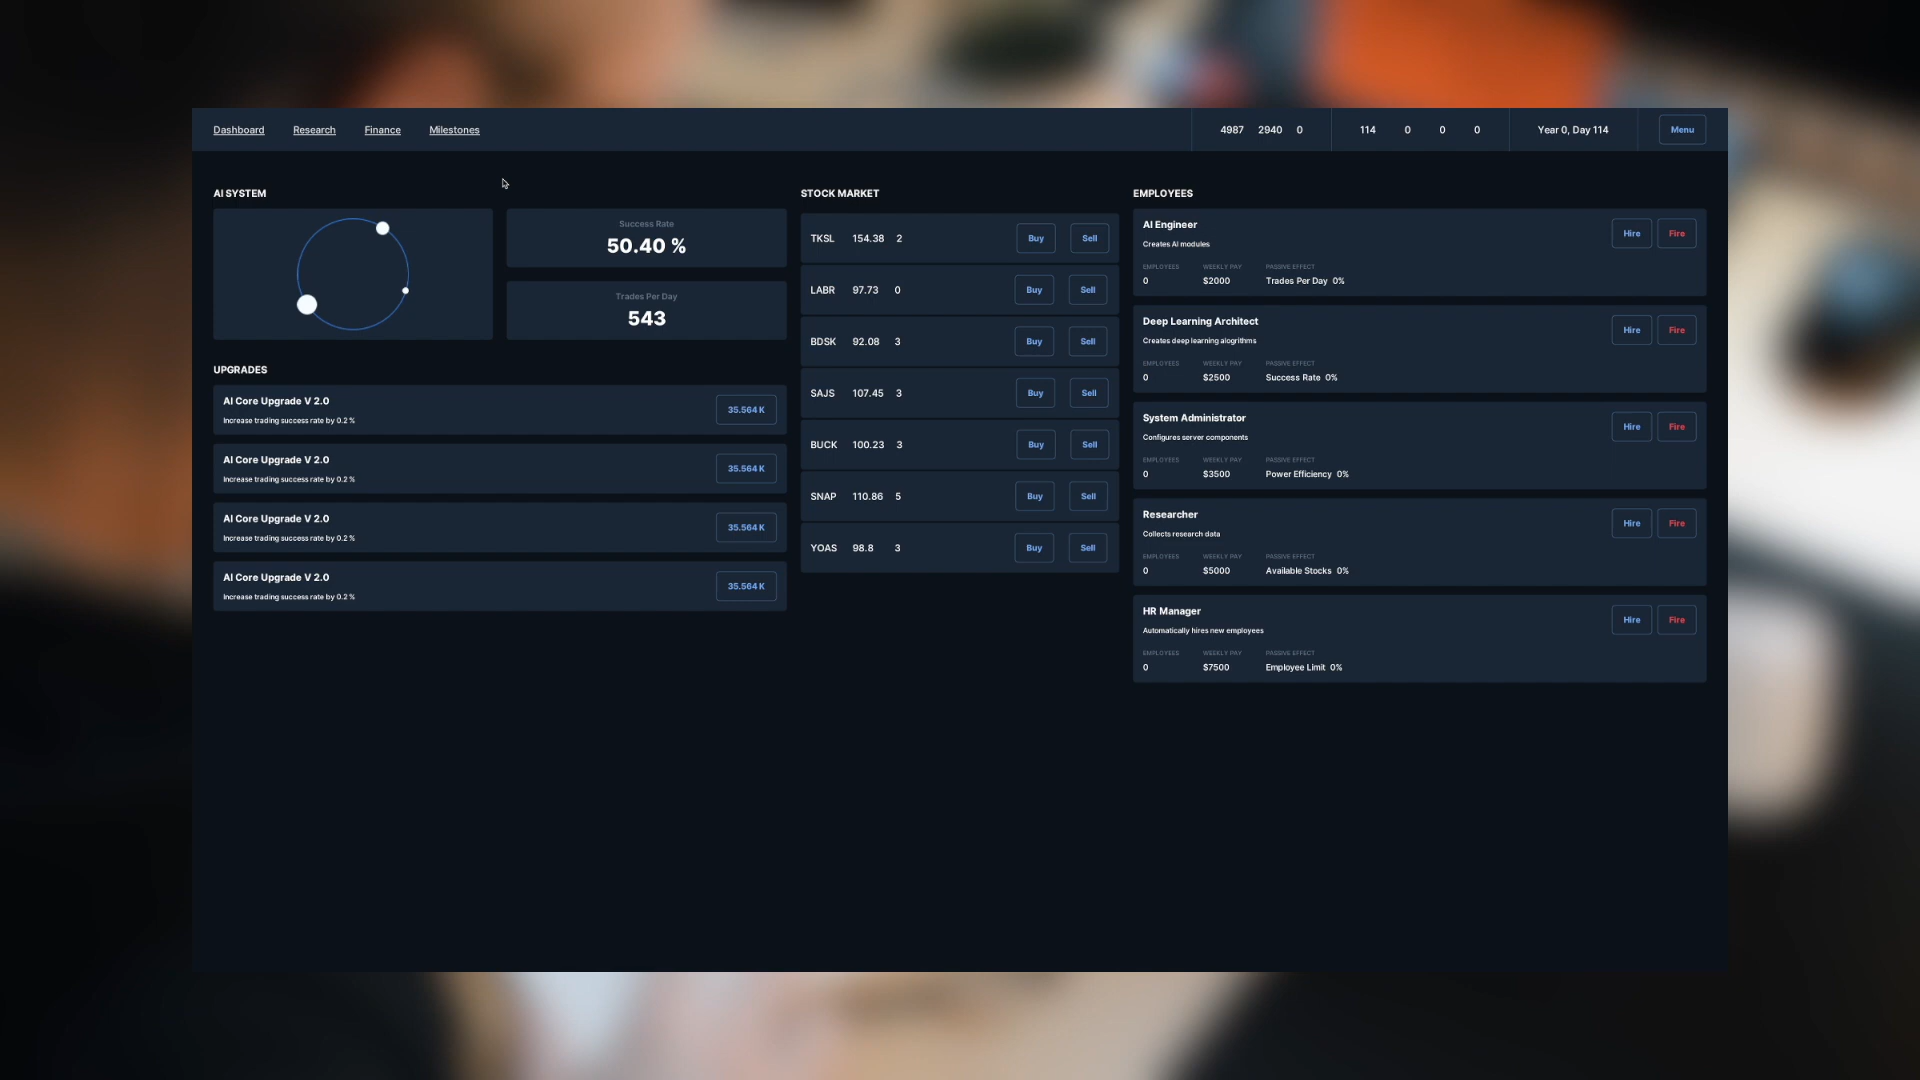 Dashboard Research Finance Milestones 4987 2940 0 114 0 0 0 Year 0, Day 114 Menu
AI SYSTEM
Success Rate
50.40 %
Trades Per Day
543
UPGRADES
AI Core Upgrade V 2.0
Increase trading success rate by 0.2 %
35.564 K
AI Core Upgrade V 2.0
Increase trading success rate by 0.2 %
35.564 K
AI Core Upgrade V 2.0
Increase trading success rate by 0.2 %
35.564 K
AI Core Upgrade V 2.0
Increase trading success rate by 0.2 %
35.564 K
STOCK MARKET
TKSL 154.38 2 Buy Sell
LABR 97.73 0 Buy Sell
BDSK 92.08 3 Buy Sell
SAJS 107.45 3 Buy Sell
BUCK 100.23 3 Buy Sell
SNAP 110.86 5 Buy Sell
YOAS 98.8 3 Buy Sell
EMPLOYEES
AI Engineer
Creates AI modules
Hire Fire
EMPLOYEES WEEKLY PAY PASSIVE EFFECT
0 $2000 Trades Per Day 0%
Deep Learning Architect
Creates deep learning alogrithms
Hire Fire
EMPLOYEES WEEKLY PAY PASSIVE EFFECT
0 $2500 Success Rate 0%
System Administrator
Configures server components
Hire Fire
EMPLOYEES WEEKLY PAY PASSIVE EFFECT
0 $3500 Power Efficiency 0%
Researcher
Collects research data
Hire Fire
EMPLOYEES WEEKLY PAY PASSIVE EFFECT
0 $5000 Available Stocks 0%
HR Manager
Automatically hires new employees
Hire Fire
EMPLOYEES WEEKLY PAY PASSIVE EFFECT
0 $7500 Employee Limit 0%